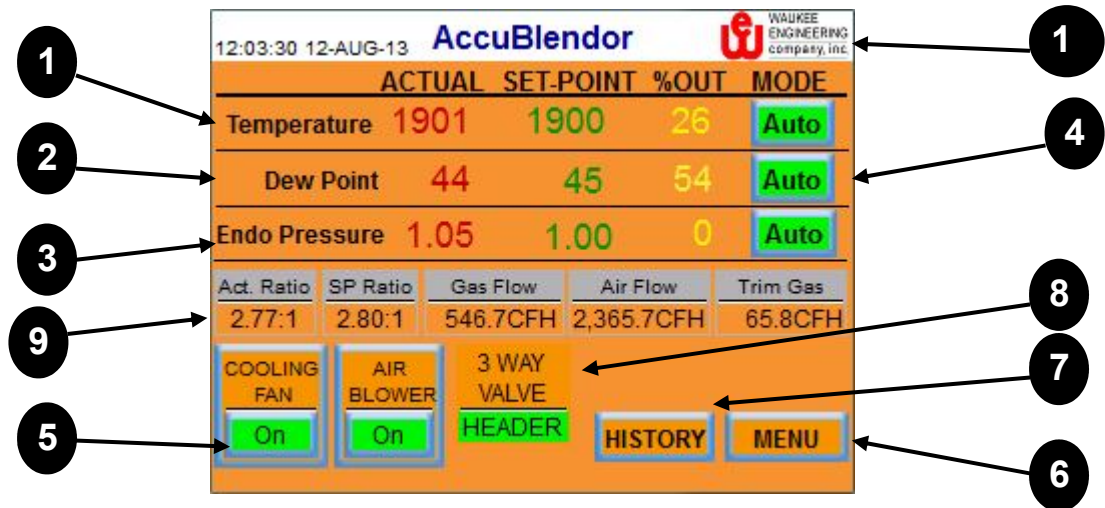 WAUKEE
ENGINEERING
company, inc
12:03:30 12-AUG-13 AccuBlendor
1
1
ACTUAL SET-POINT %OUT MODE
Temperature 1901 1900 26 Auto
2
4
Dew Point 44 45 54 Auto
3
Endo Pressure 1.05 1.00 0 Auto
Act. Ratio SP Ratio Gas Flow Air Flow Trim Gas
2.77:1 2.80:1 546.7CFH 2,365.7CFH 65.8CFH
9
8
COOLING
FAN
On
AIR
BLOWER
On
3 WAY
VALVE
HEADER
7
5
HISTORY
MENU
6